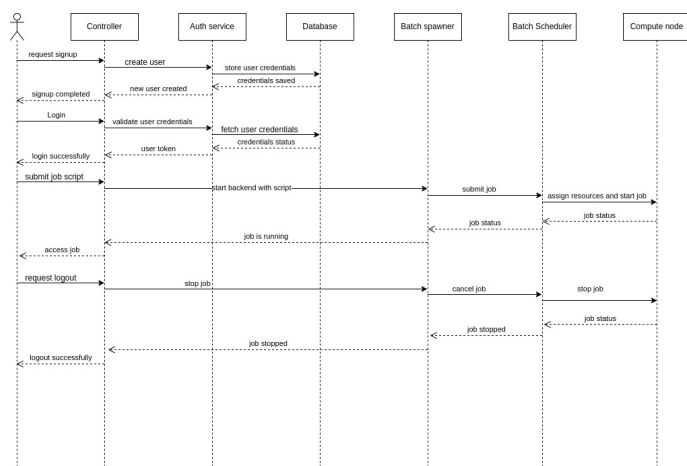 Controller
Auth service
Database
Batch spawner
Batch Scheduler
Compute node
request signup
create user
store user credentials
credentials saved
new user created
signup completed
Login
validate user credentials
fetch user credentials
credentials status
user token
login successfully
submit job script
start backend with script
submit job
assign resources and start job
job status
job status
job is running
access job
request logout
stop job
cancel job
stop job
job status
job stopped
job stopped
logout successfully